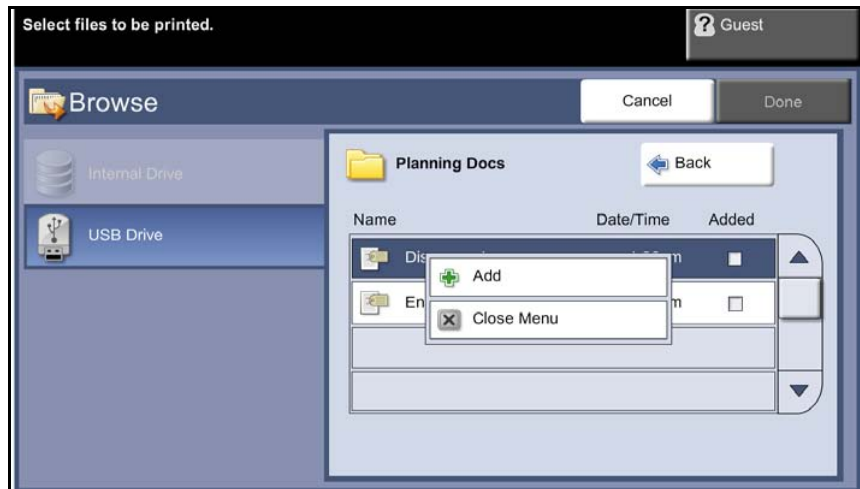 Select files to be printed.
Guest
Browse
Cancel
Done
Internal Drive
Planning Docs
Back
USB Drive
Name Date/Time Added
Add
Close Menu